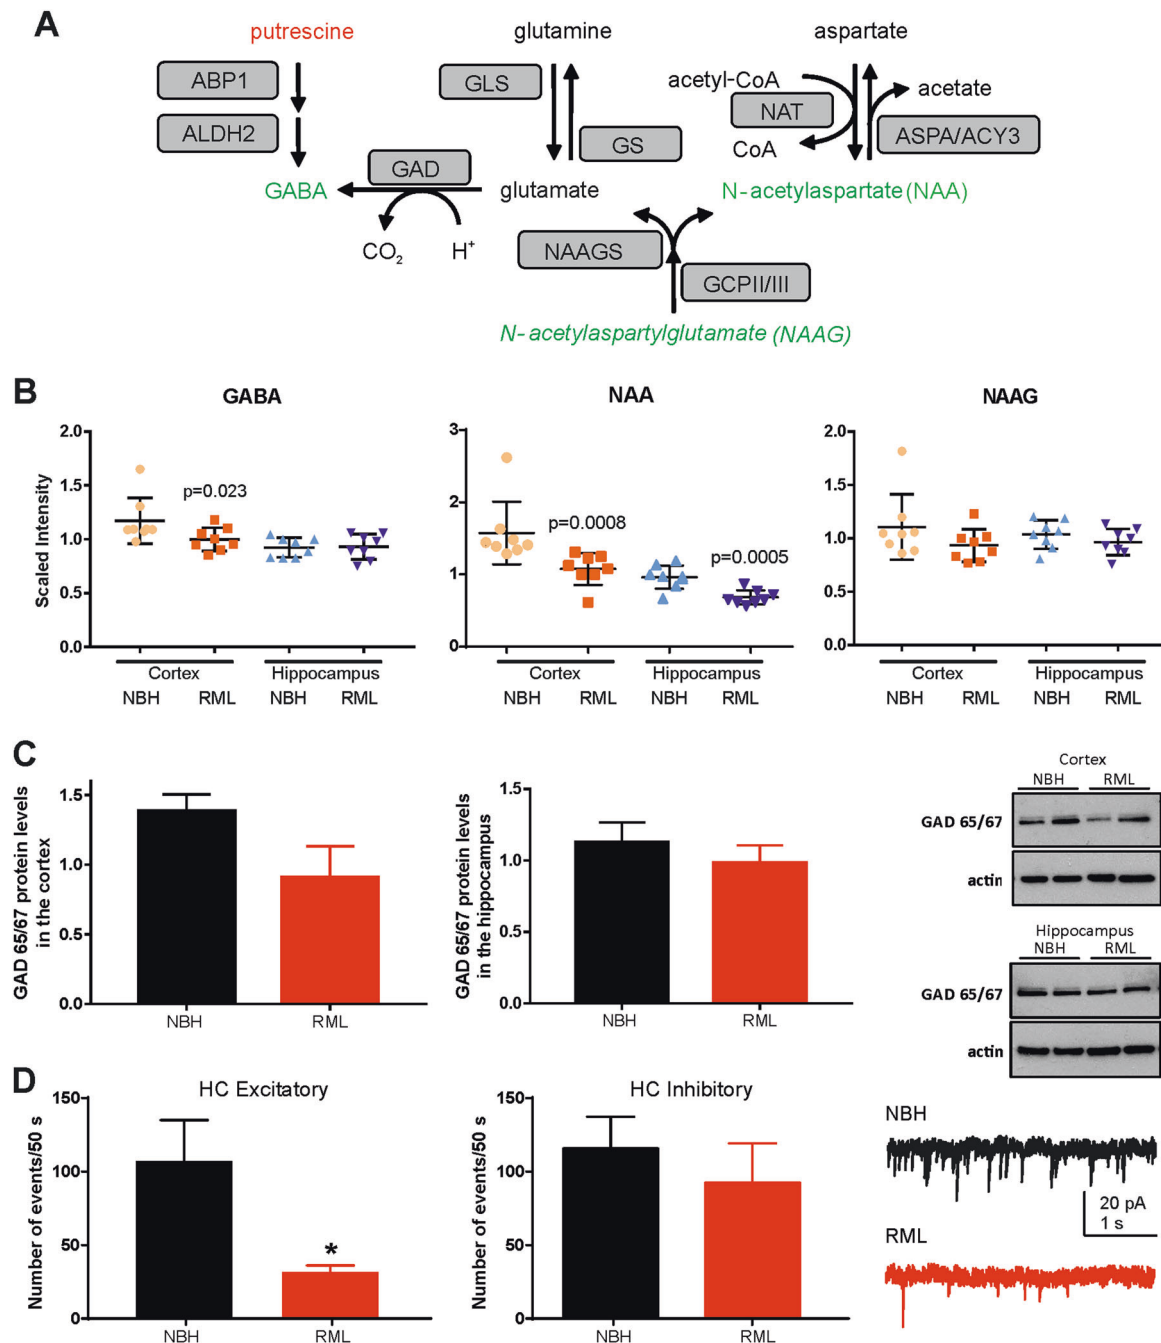 A
putrescine
glutamine
aspartate
ABP1
ALDH2
GLS
GS
acetyl-CoA
NAT
CoA
acetate
ASPA/ACY3
GABA
GAD
glutamate
N-acetylaspartate (NAA)
CO2
H+
NAAGS
GCPII/III
N-acetylaspartylglutamate (NAAG)
B
GABA
NAA
NAAG
Scaled Intensity
2.0
1.5
1.0
0.5
0.0
p=0.023
Cortex
Hippocampus
NBH
RML
NBH
RML
3
2
1
0
p=0.0008
p=0.0005
Cortex
Hippocampus
NBH
RML
NBH
RML
2.0
1.5
1.0
0.5
0.0
Cortex
Hippocampus
NBH
RML
NBH
RML
C
GAD 65/67 protein levels
in the cortex
1.5
1.0
0.5
0.0
NBH
RML
GAD 65/67 protein levels
in the hippocampus
1.5
1.0
0.5
0.0
NBH
RML
Cortex
NBH
RML
GAD 65/67
actin
Hippocampus
NBH
RML
GAD 65/67
actin
D
HC Excitatory
Number of events/50 s
150
100
50
0
*
NBH
RML
HC Inhibitory
Number of events/50 s
150
100
50
0
NBH
RML
NBH
20 pA
1 s
RML